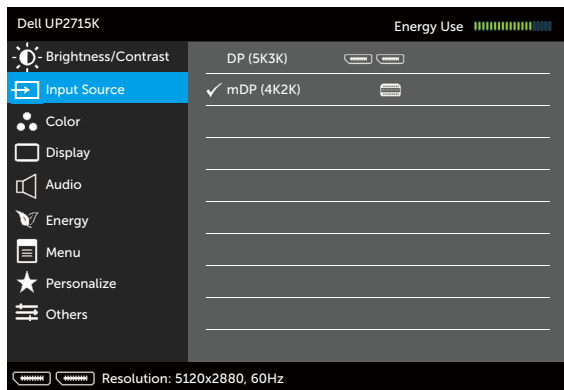 Dell UP2715K
Energy Use
Brightness/Contrast
DP (5K3K)
Input Source
mDP (4K2K)
Color
Display
Audio
Energy
Menu
Personalize
Others
Resolution: 5120x2880, 60Hz